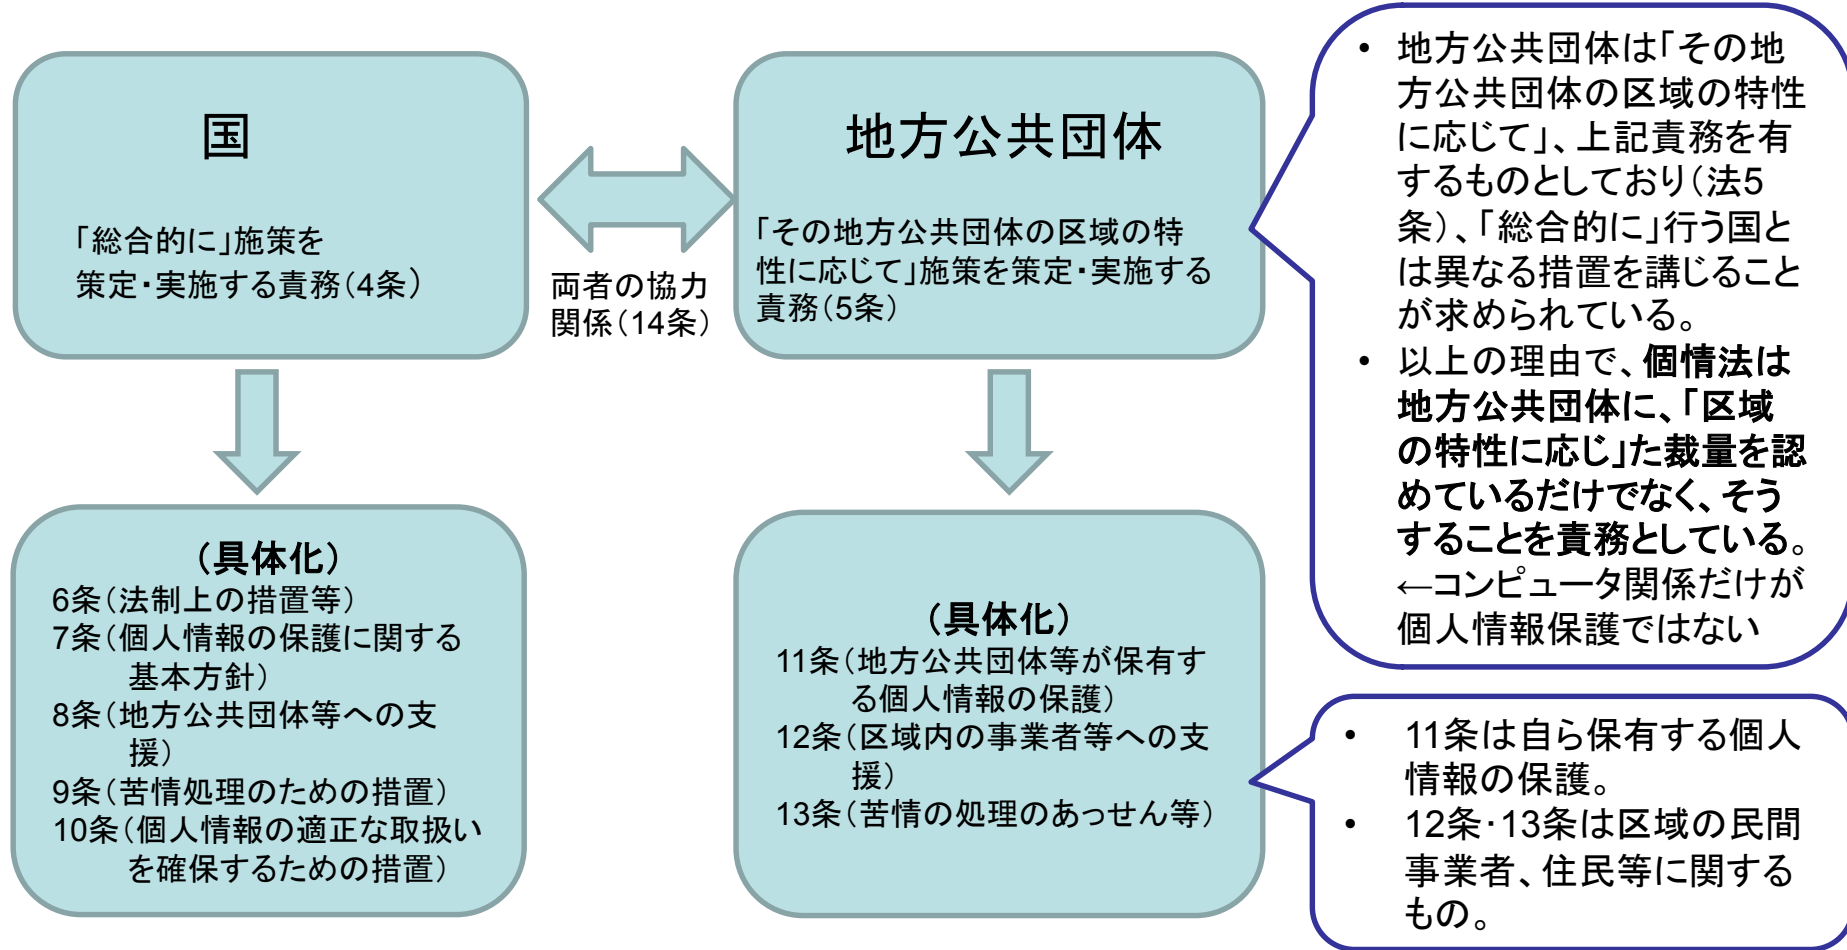 国
「総合的に」施策を
策定・実施する責務(4条)
両者の協力
関係(14条)
地方公共団体
「その地方公共団体の区域の特
性に応じて」施策を策定・実施する
責務(5条)
(具体化)
6条(法制上の措置等)
7条(個人情報の保護に関する
基本方針)
8条(地方公共団体等への支
援)
9条(苦情処理のための措置)
10条(個人情報の適正な取扱い
を確保するための措置)
(具体化)
11条(地方公共団体等が保有す
る個人情報の保護)
12条(区域内の事業者等への支
援)
13条(苦情の処理のあっせん等)
• 地方公共団体は「その地
方公共団体の区域の特性
に応じて」、上記責務を有
するものとしており(法5
条)、「総合的に」行う国と
は異なる措置を講じること
が求められている。
• 以上の理由で、個情法は
地方公共団体に、「区域
の特性に応じ」た裁量を認
めているだけでなく、そう
することを責務としている。
←コンピュータ関係だけが
個人情報保護ではない
• 11条は自ら保有する個人
情報の保護。
• 12条・13条は区域の民間
事業者、住民等に関する
もの。